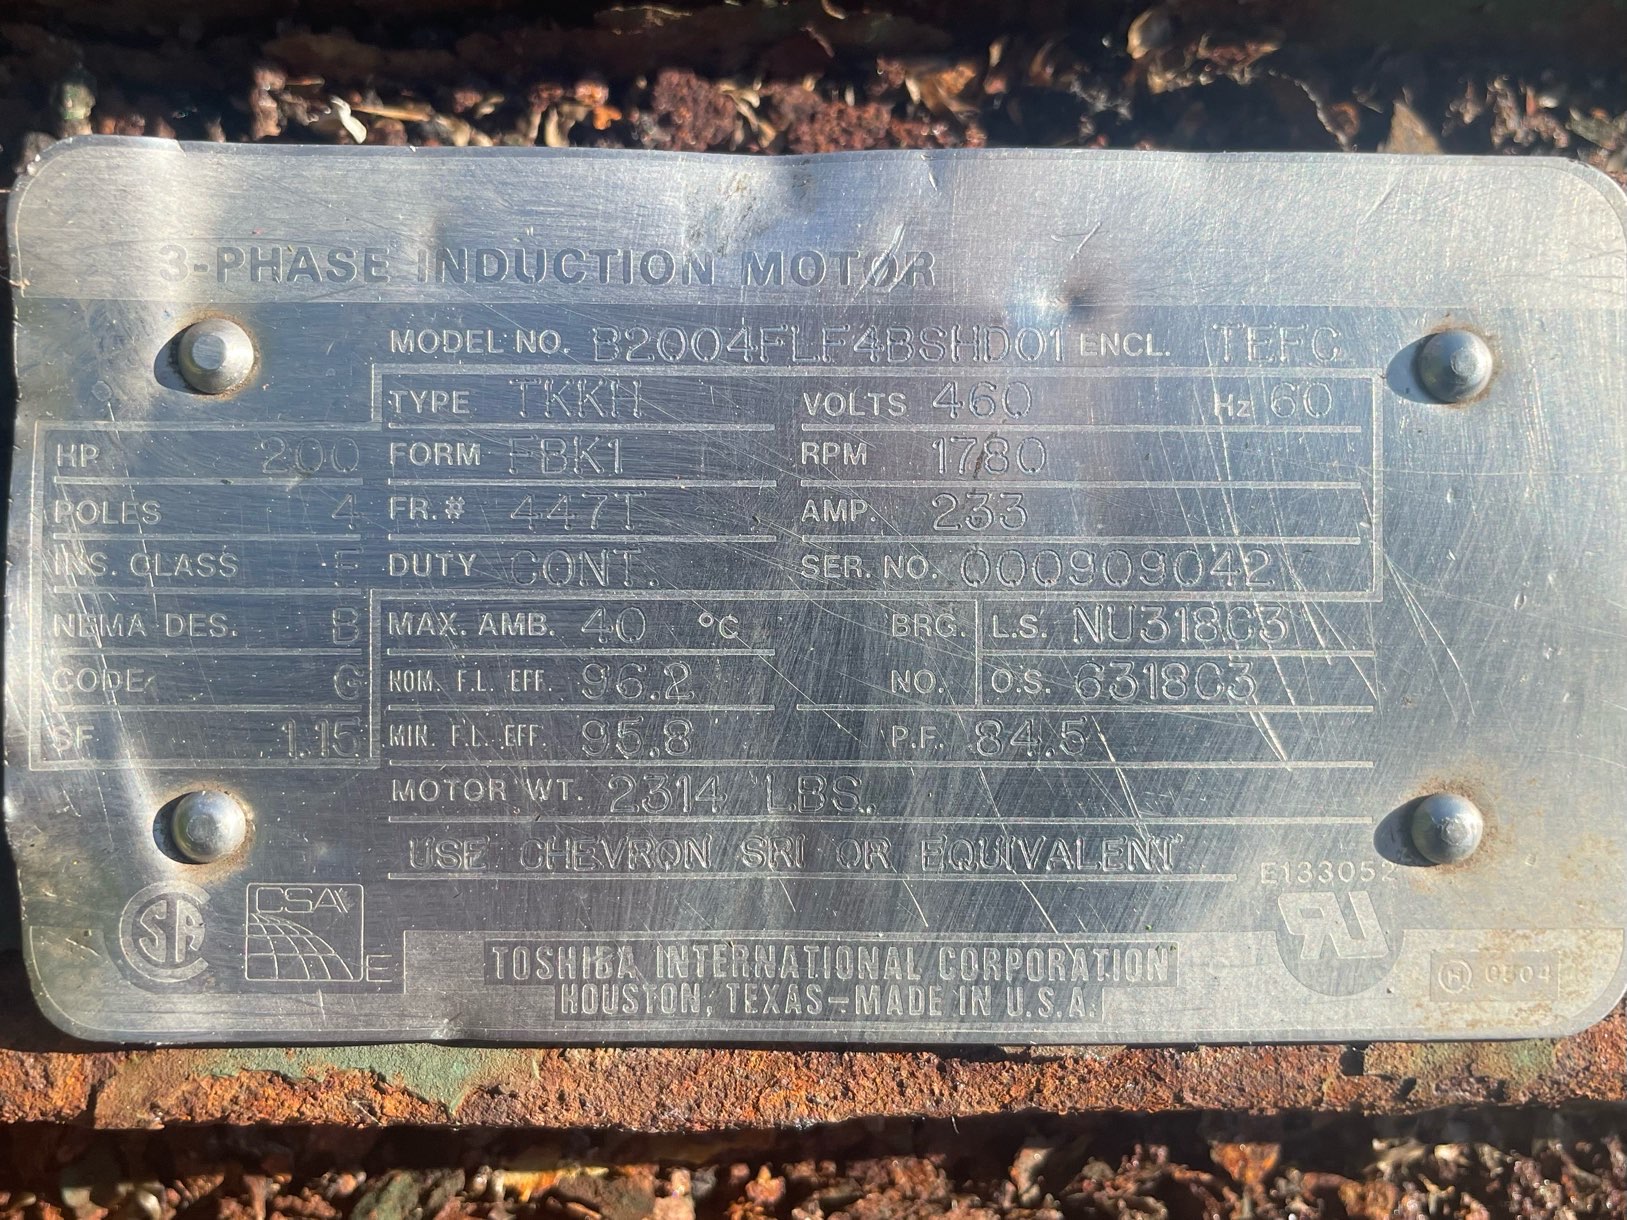 3-PHASE INDUCTION MOTOR
MODEL NO. B2004FLF4BSHD01 ENCL. TEFC
TYPE TKKH VOLTS 460 Hz 60
HP 200 FORM FBK1 RPM 1780
POLES 4 FR.# 447T AMP. 233
INS. CLASS F DUTY CONT. SER. NO. 000909042
NEMA DES. B MAX. AMB. 40 °C BRG. L.S. NU318C3
CODE G NOM. F.L. EFF. 96.2 NO. O.S. 6318C3
SF 1.15 MIN. F.L. EFF. 95.8 P.F. 84.5
MOTOR WT. 2314 LBS.
USE CHEVRON SRI OR EQUIVALENT
E133052
CSA E
TOSHIBA INTERNATIONAL CORPORATION
HOUSTON, TEXAS-MADE IN U.S.A.
H 0504